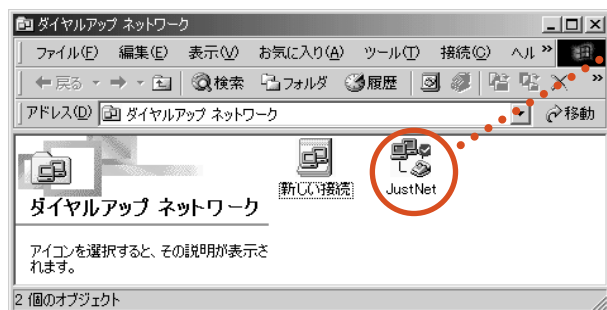 ダイヤルアップ ネットワーク
ファイル(F) 編集(E) 表示(V) お気に入り(A) ツール(T) 接続(C) ヘル »
戻る 検索 フォルダ 履歴 »
アドレス(D) ダイヤルアップ ネットワーク 移動
新しい接続 JustNet
ダイヤルアップ ネットワーク
アイコンを選択すると、その説明が表示さ
れます。
2 個のオブジェクト